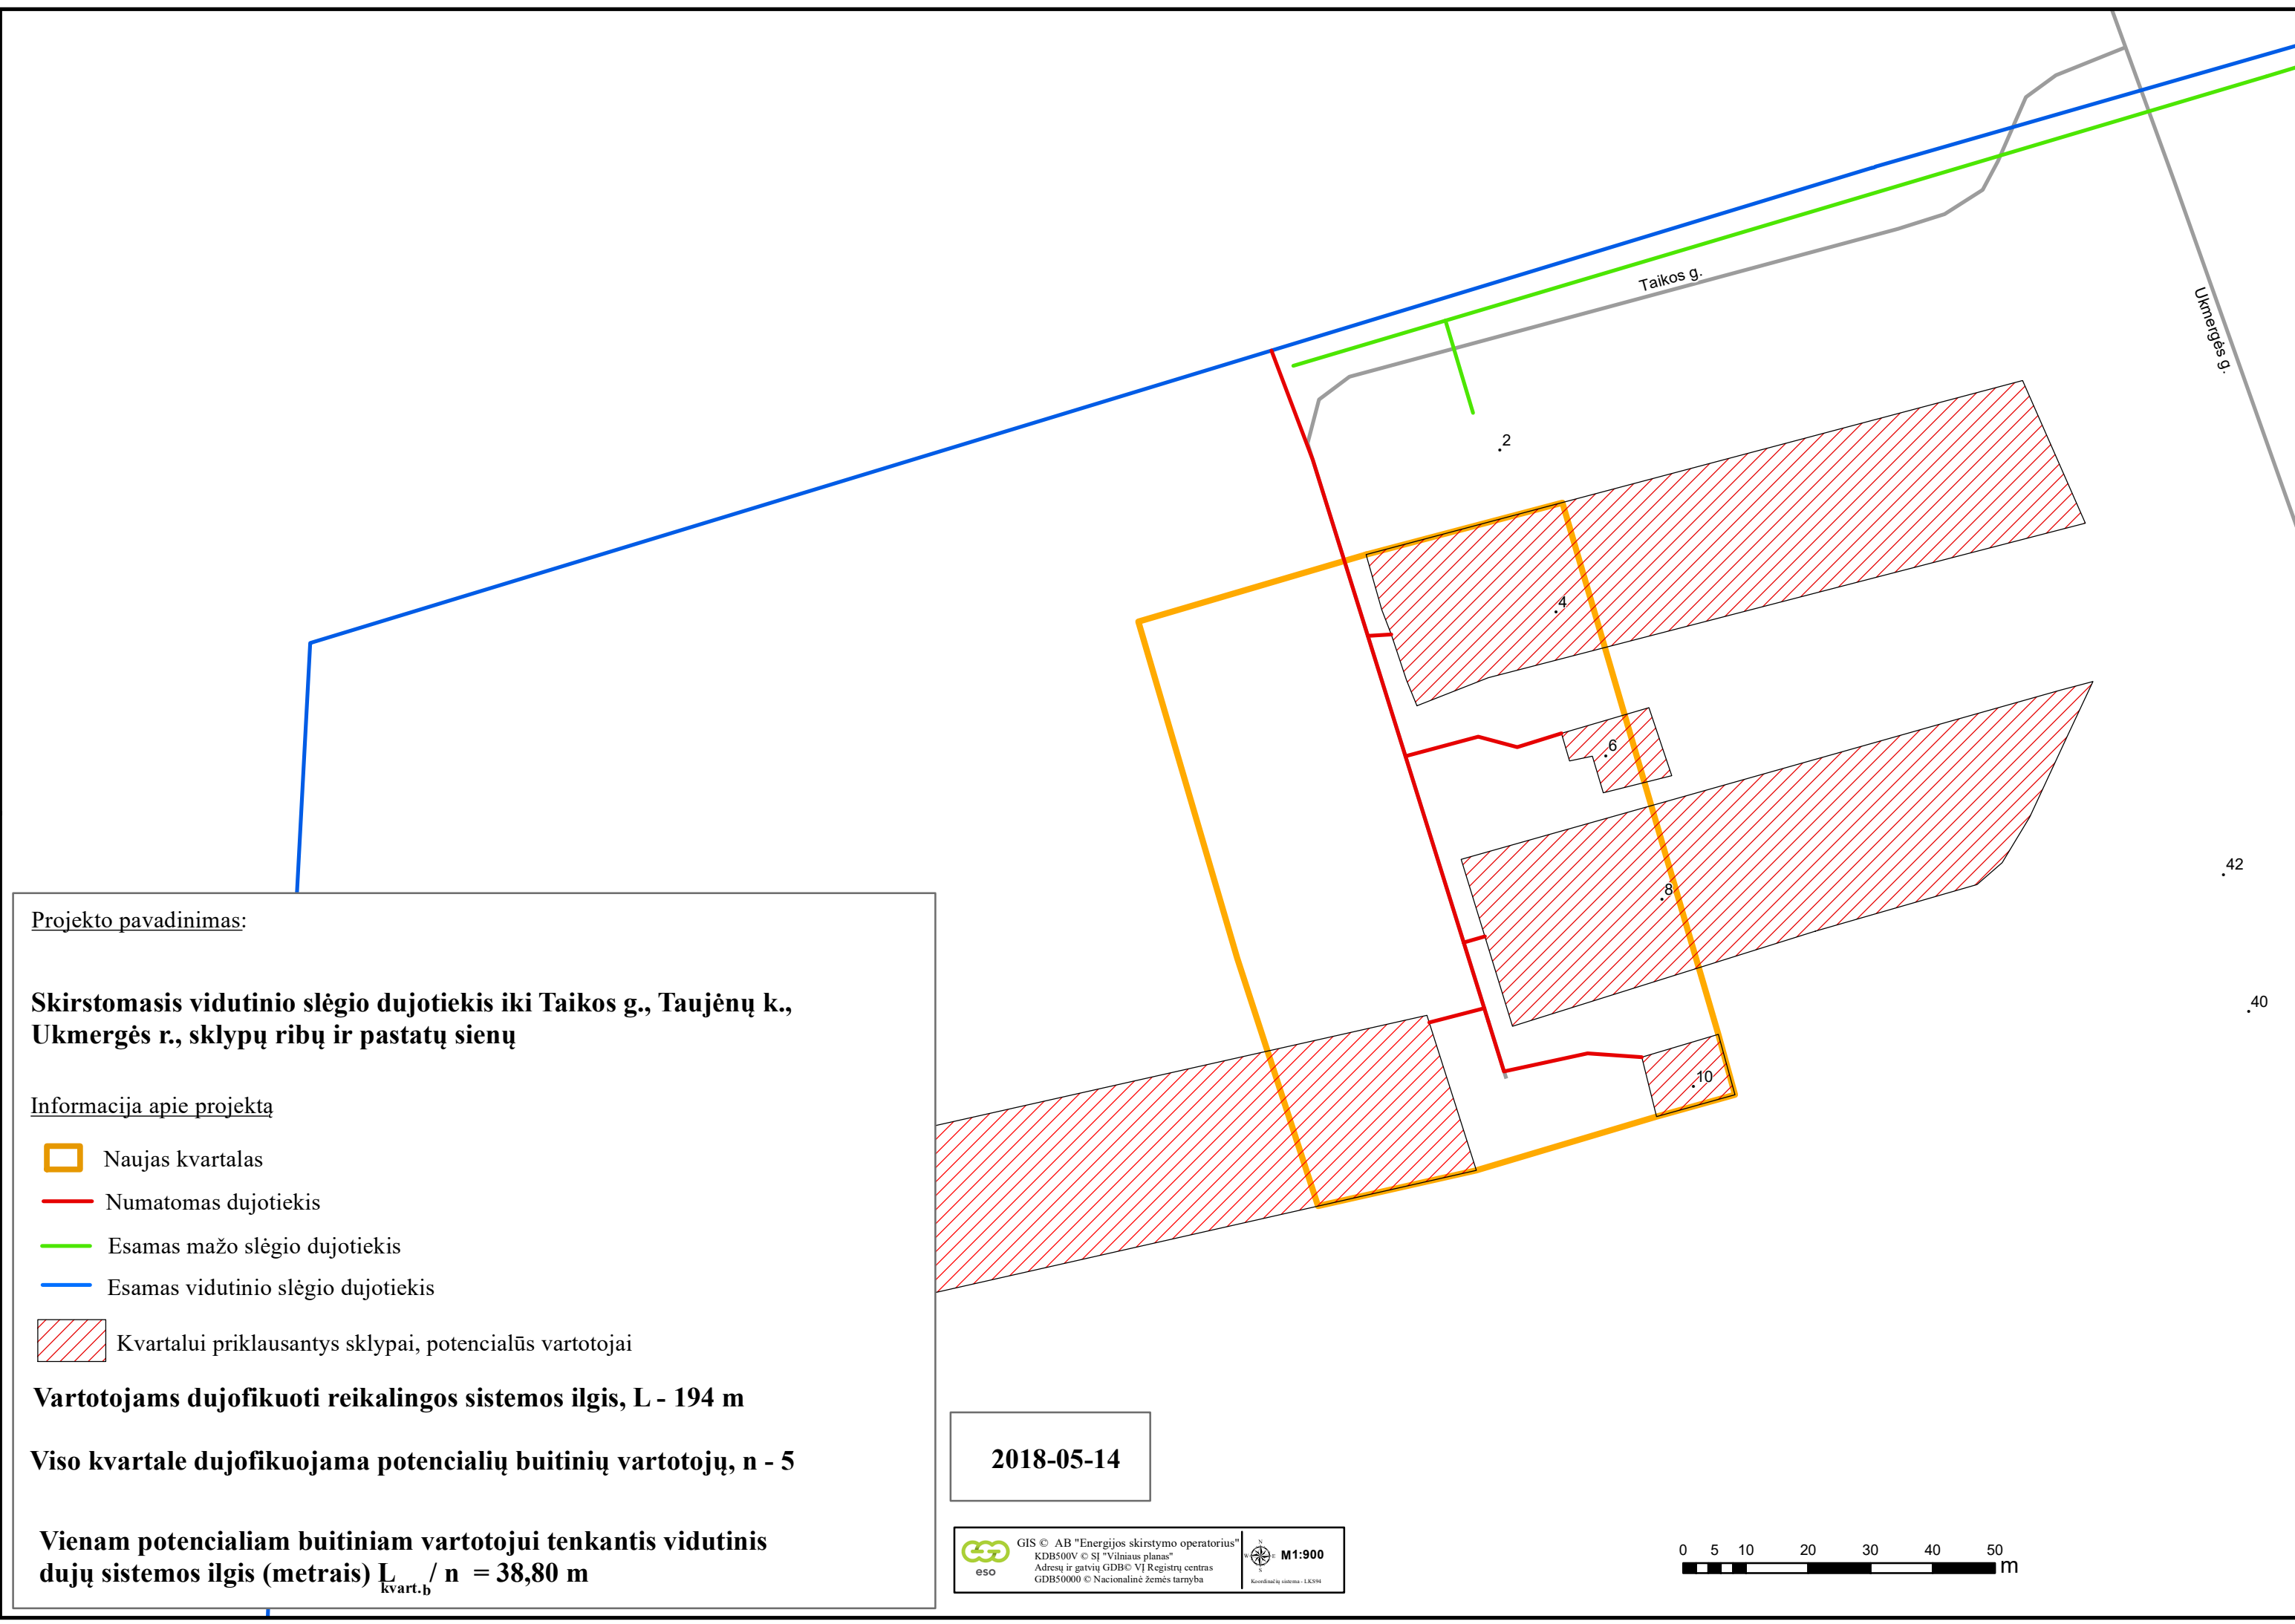 Taikos g.
Ukmergės g.
2
4
6
8
42
40
10
Projekto pavadinimas:
Skirstomasis vidutinio slėgio dujotiekis iki Taikos g., Taujėnų k.,
Ukmergės r., sklypų ribų ir pastatų sienų
Informacija apie projektą
Naujas kvartalas
Numatomas dujotiekis
Esamas mažo slėgio dujotiekis
Esamas vidutinio slėgio dujotiekis
Kvartalui priklausantys sklypai, potencialūs vartotojai
Vartotojams dujofikuoti reikalingos sistemos ilgis, L - 194 m
Viso kvartale dujofikuojama potencialių buitinių vartotojų, n - 5
Vienam potencialiam buitiniam vartotojui tenkantis vidutinis
dujų sistemos ilgis (metrais) L kvart.b / n = 38,80 m
2018-05-14
eso
GIS © AB "Energijos skirstymo operatorius"
KDB500V © SĮ "Vilniaus planas"
Adresų ir gatvių GDB© VĮ Registrų centras
GDB50000 © Nacionalinė žemės tarnyba
N
W E
S
M1:900
Koordinačių sistema - LKS94
0 5 10 20 30 40 50
m